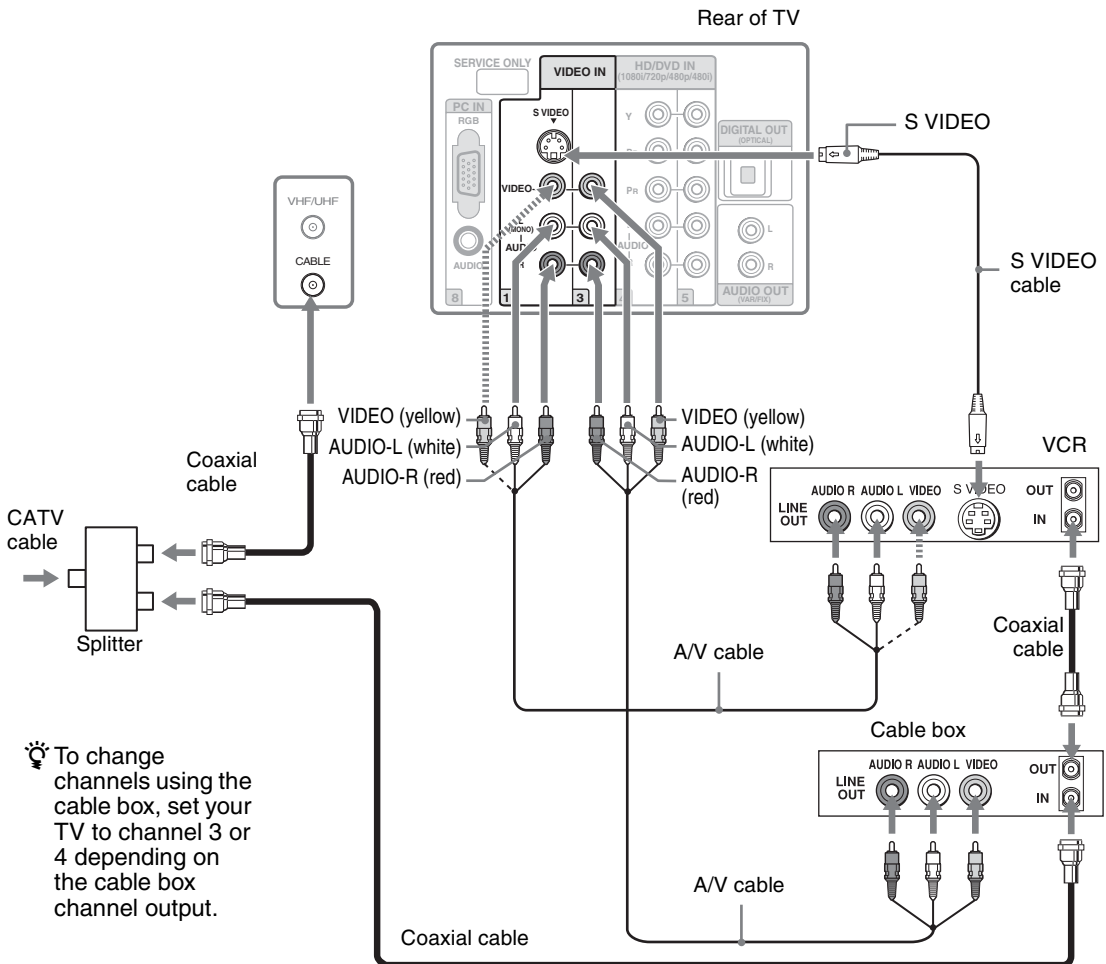 Rear of TV
SERVICE ONLY
VIDEO IN
HD/DVD IN
(1080i/720p/480p/480i)
PC IN
RGB
S VIDEO
Y
DIGITAL OUT
(OPTICAL)
S VIDEO
VHF/UHF
VIDEO
PR
(MONO)
L
AUDIO
CABLE
AUDIO
R
R
AUDIO OUT
(VAR/FIX)
8
1
3
5
S VIDEO
cable
VIDEO (yellow)
AUDIO-L (white)
AUDIO-R (red)
VIDEO (yellow)
AUDIO-L (white)
AUDIO-R
(red)
VCR
Coaxial
cable
LINE
OUT
AUDIO R
AUDIO L
VIDEO
S VIDEO
OUT
IN
CATV
cable
Splitter
Coaxial
cable
A/V cable
Cable box
LINE
OUT
AUDIO R
AUDIO L
VIDEO
OUT
IN
To change
channels using the
cable box, set your
TV to channel 3 or
4 depending on
the cable box
channel output.
A/V cable
Coaxial cable